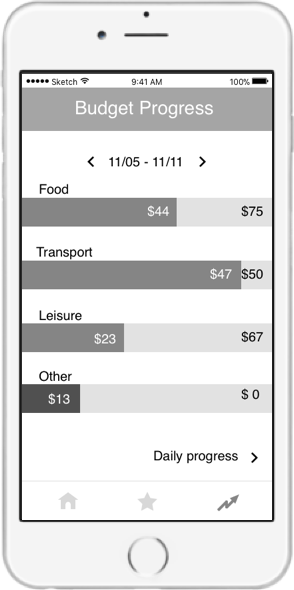 ●●●●● Sketch 9:41 AM 100%
Budget Progress
11/05 - 11/11
Food
$44 $75
Transport
$47 $50
Leisure
$23 $67
Other
$13 $ 0
Daily progress